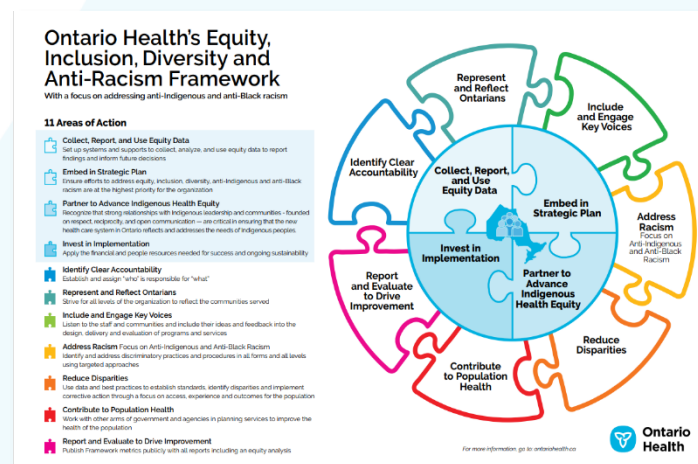 Ontario Health's Equity,
Inclusion, Diversity and
Anti-Racism Framework
With a focus on addressing anti-Indigenous and anti-Black racism
11 Areas of Action
Collect, Report, and Use Equity Data
Set up systems and supports to collect, analyze, and use equity data to report
findings and inform future decisions
Embed in Strategic Plan
Ensure efforts to address equity, inclusion, diversity, anti-Indigenous and anti-Black
racism are at the highest priority for the organization
Partner to Advance Indigenous Health Equity
Recognize that strong relationships with Indigenous leadership and communities - founded
on respect, reciprocity, and open communication — are critical in ensuring that the new
health care system in Ontario reflects and addresses the needs of indigenous peoples
Invest in Implementation
Apply the financial and people resources needed for success and ongoing sustainability
Identify Clear Accountability
Establish and assign "who" is responsible for "what"
Represent and Reflect Ontarians
Strive for all levels of the organization to reflect the communities served
Include and Engage Key Voices
Listen to the staff and communities and include their ideas and feedback into the
design, delivery and evaluation of programs and services
Address Racism Focus on Anti-Indigenous and Anti-Black Racism
Identify and address discriminatory practices and procedures in all forms and all levels
using targeted approaches
Reduce Disparities
Use data and best practices to establish standards, identify disparities and implement
corrective action through a focus on access, experience and outcomes for the population
Contribute to Population Health
Work with other arms of government and agencies in planning services to improve the
health of the population
Report and Evaluate to Drive Improvement
Publish Framework metrics publicly with all reports including an equity analysis
Represent
and Reflect
Ontarians
Include
and Engage
Key Voices
Identify Clear
Accountability
Collect, Report,
and Use
Equity Data
Embed in
Strategic Plan
Address
Racism
Focus on
Anti-Indigenous
and Anti-Black
Racism
Invest in
Implementation
Partner to
Advance
Indigenous
Health Equity
Report
and Evaluate
to Drive
Improvement
Reduce
Disparities
Contribute
to Population
Health
For more information, go to: ontariohealth.ca
Ontario
Health